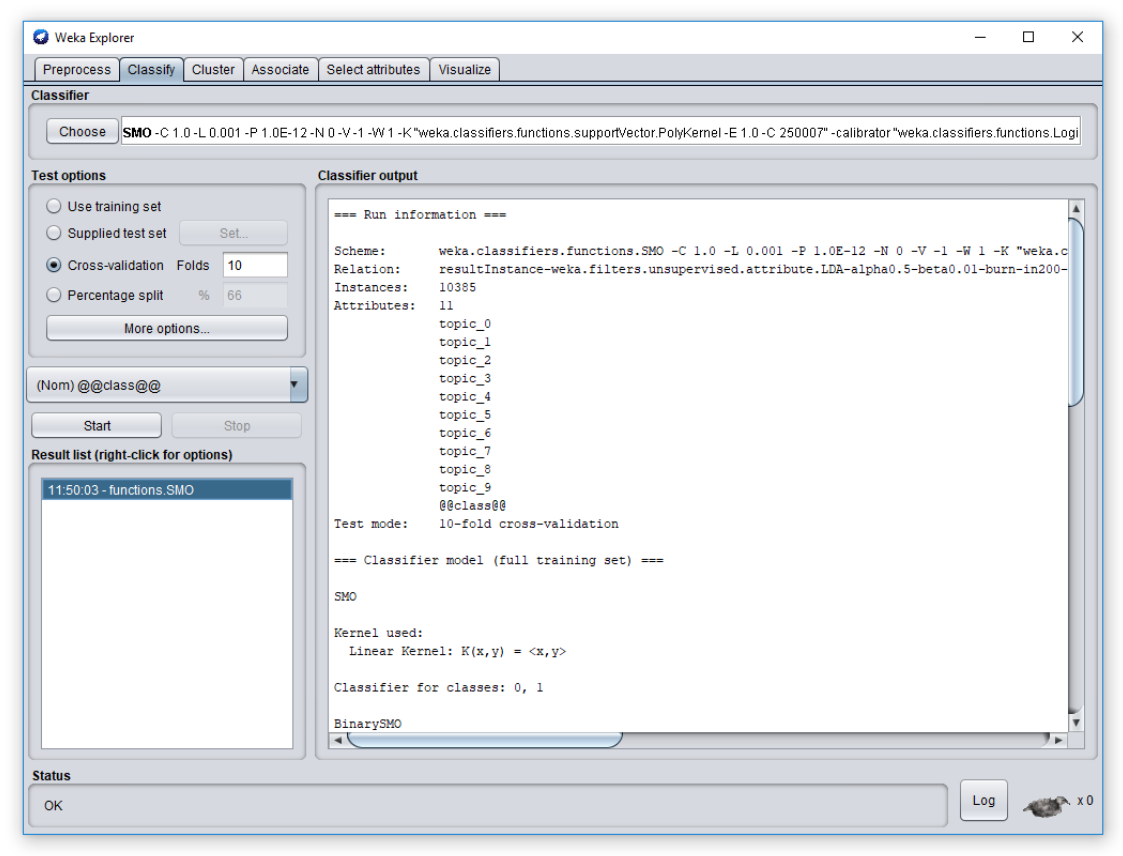 Weka Explorer
Preprocess Classify Cluster Associate Select attributes Visualize
Classifier
Choose SMO -C 1.0 -L 0.001 -P 1.0E-12 -N 0 -V -1 -W 1 -K "weka.classifiers.functions.supportVector.PolyKernel -E 1.0 -C 250007" -calibrator "weka.classifiers.functions.Logi
Test options
Use training set
Supplied test set Set...
Cross-validation Folds 10
Percentage split % 66
More options...
(Nom) @@class@@
Start Stop
Result list (right-click for options)
11:50:03 - functions.SMO
Classifier output
=== Run information ===
Scheme: weka.classifiers.functions.SMO -C 1.0 -L 0.001 -P 1.0E-12 -N 0 -V -1 -W 1 -K "weka.c
Relation: resultInstance-weka.filters.unsupervised.attribute.LDA-alpha0.5-beta0.01-burn-in200-
Instances: 10385
Attributes: 11
topic_0
topic_1
topic_2
topic_3
topic_4
topic_5
topic_6
topic_7
topic_8
topic_9
@@class@@
Test mode: 10-fold cross-validation
=== Classifier model (full training set) ===
SMO
Kernel used:
Linear Kernel: K(x,y) = <x,y>
Classifier for classes: 0, 1
BinarySMO
Status
OK
Log
x 0